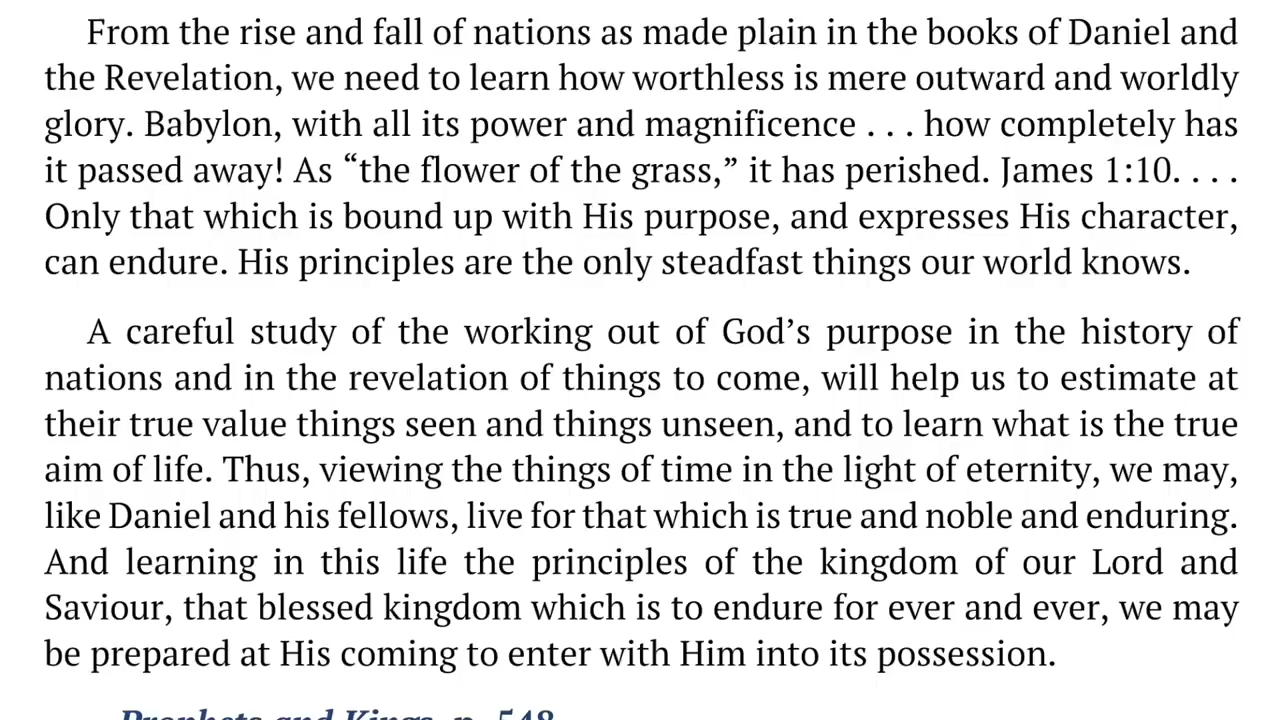 From the rise and fall of nations as made plain in the books of Daniel and
the Revelation, we need to learn how worthless is mere outward and worldly
glory. Babylon, with all its power and magnificence . . . how completely has
it passed away! As “the flower of the grass,” it has perished. James 1:10. . . .
Only that which is bound up with His purpose, and expresses His character,
can endure. His principles are the only steadfast things our world knows.
A careful study of the working out of God’s purpose in the history of
nations and in the revelation of things to come, will help us to estimate at
their true value things seen and things unseen, and to learn what is the true
aim of life. Thus, viewing the things of time in the light of eternity, we may,
like Daniel and his fellows, live for that which is true and noble and enduring.
And learning in this life the principles of the kingdom of our Lord and
Saviour, that blessed kingdom which is to endure for ever and ever, we may
be prepared at His coming to enter with Him into its possession.
Prophets and Kings, p. 548